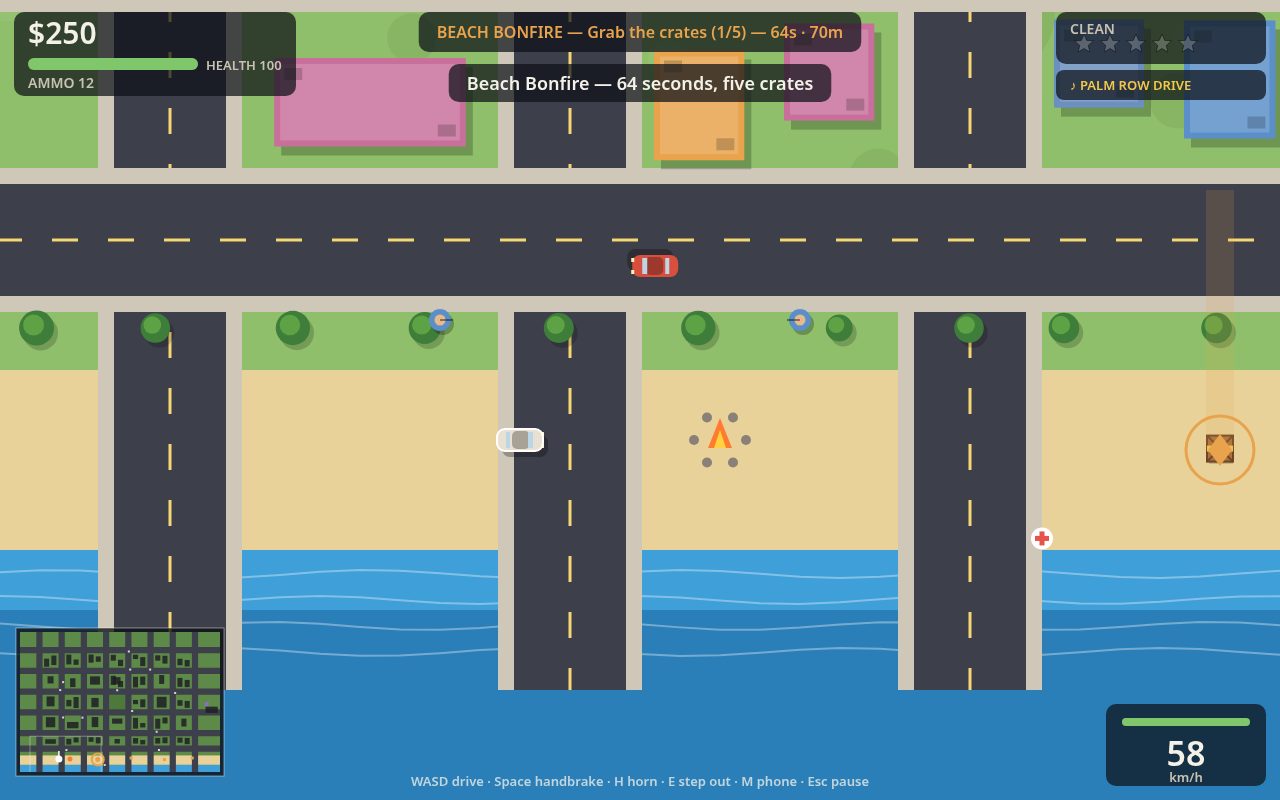 $250
HEALTH 100
AMMO 12
BEACH BONFIRE — Grab the crates (1/5) — 64s · 70m
Beach Bonfire — 64 seconds, five crates
CLEAN
♪ PALM ROW DRIVE
58
km/h
WASD drive · Space handbrake · H horn · E step out · M phone · Esc pause